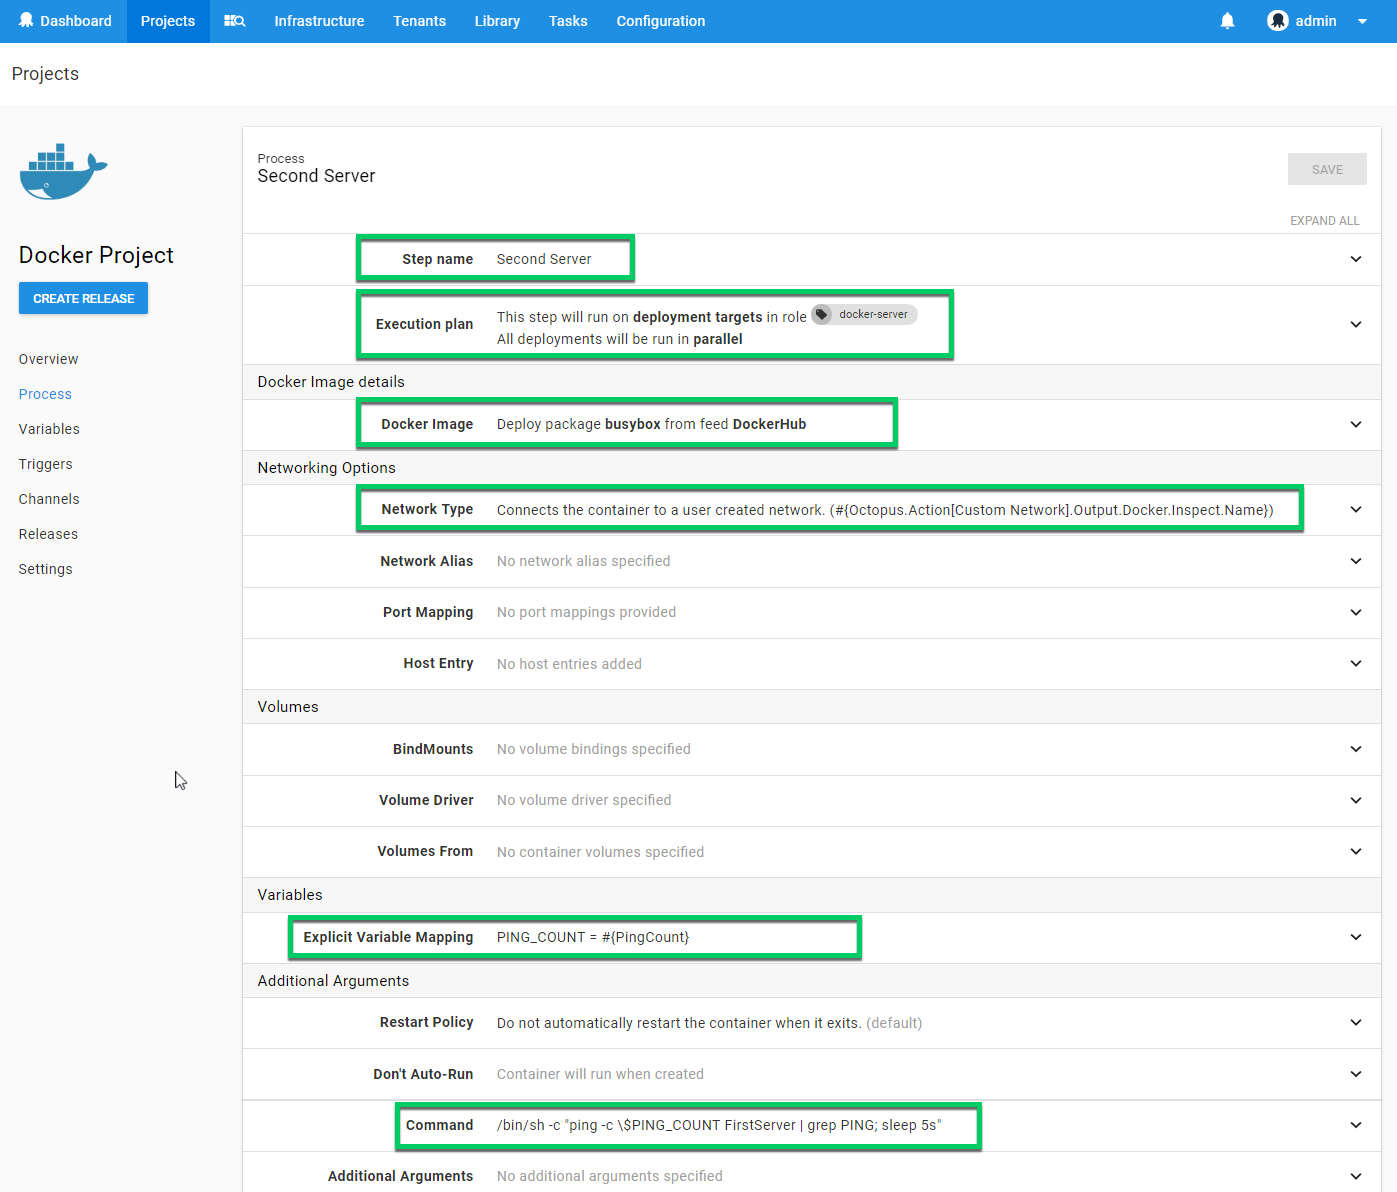 Dashboard
Projects
Infrastructure
Tenants
Library
Tasks
Configuration
admin
Projects
Docker Project
CREATE RELEASE
Overview
Process
Variables
Triggers
Channels
Releases
Settings
Process
Second Server
SAVE
EXPAND ALL
Step name Second Server
Execution plan This step will run on deployment targets in role docker-server
All deployments will be run in parallel
Docker Image details
Docker Image Deploy package busybox from feed DockerHub
Networking Options
Network Type Connects the container to a user created network. (#{Octopus.Action[Custom Network].Output.Docker.Inspect.Name})
Network Alias No network alias specified
Port Mapping No port mappings provided
Host Entry No host entries added
Volumes
BindMounts No volume bindings specified
Volume Driver No volume driver specified
Volumes From No container volumes specified
Variables
Explicit Variable Mapping PING_COUNT = #{PingCount}
Additional Arguments
Restart Policy Do not automatically restart the container when it exits. (default)
Don't Auto-Run Container will run when created
Command /bin/sh -c "ping -c \$PING_COUNT FirstServer | grep PING; sleep 5s"
Additional Arguments No additional arguments specified